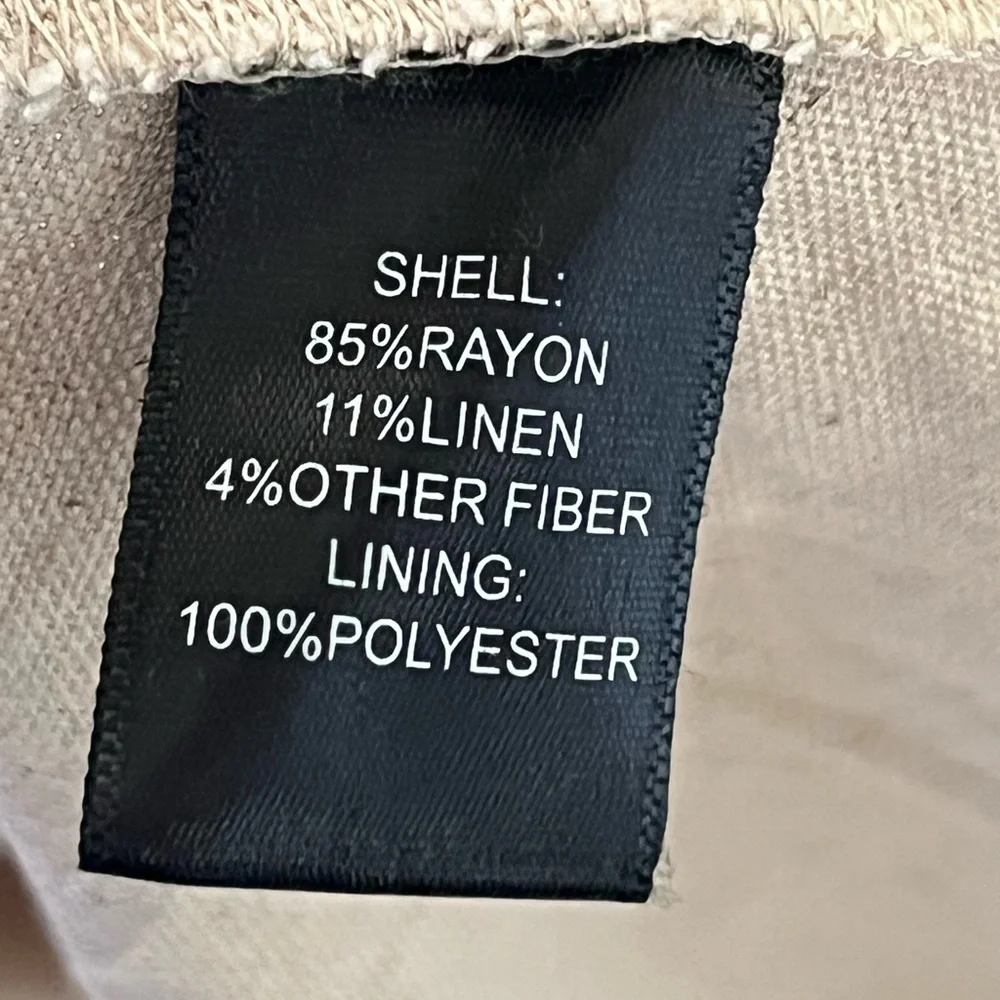 SHELL:
85%RAYON
11%LINEN
4%OTHER FIBER
LINING:
100%POLYESTER